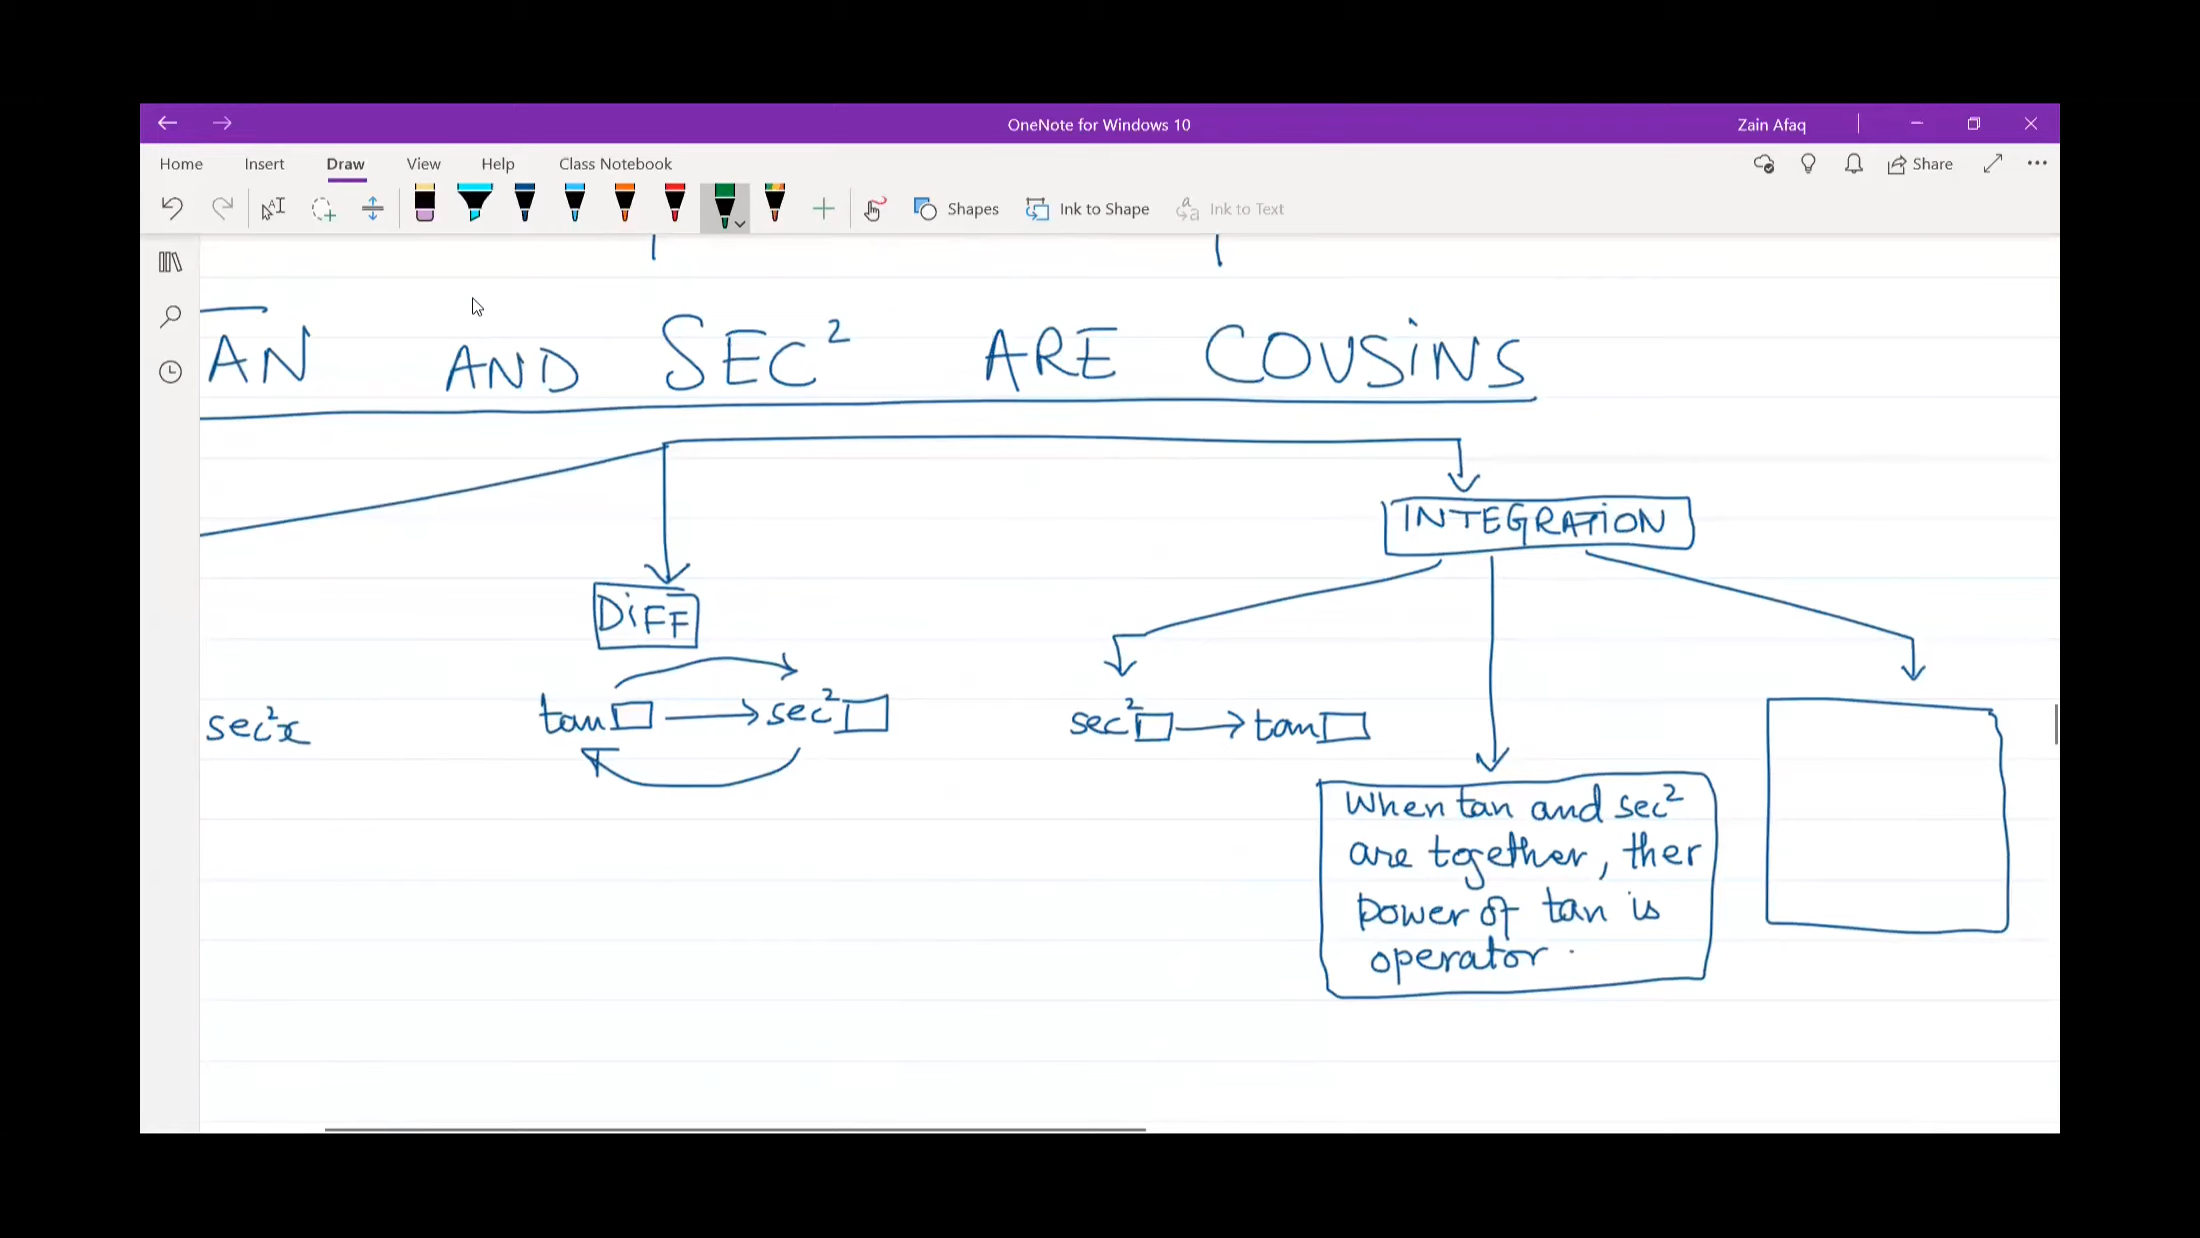 OneNote for Windows 10
Zain Afaq
Home Insert Draw View Help Class Notebook
Share
Shapes Ink to Shape Ink to Text
AN AND SEC² ARE COUSINS
INTEGRATION
DIFF
sec²x
tan□ → sec²□
sec²□ → tan□
When tan and sec²
are together, ther
power of tan is
operator .